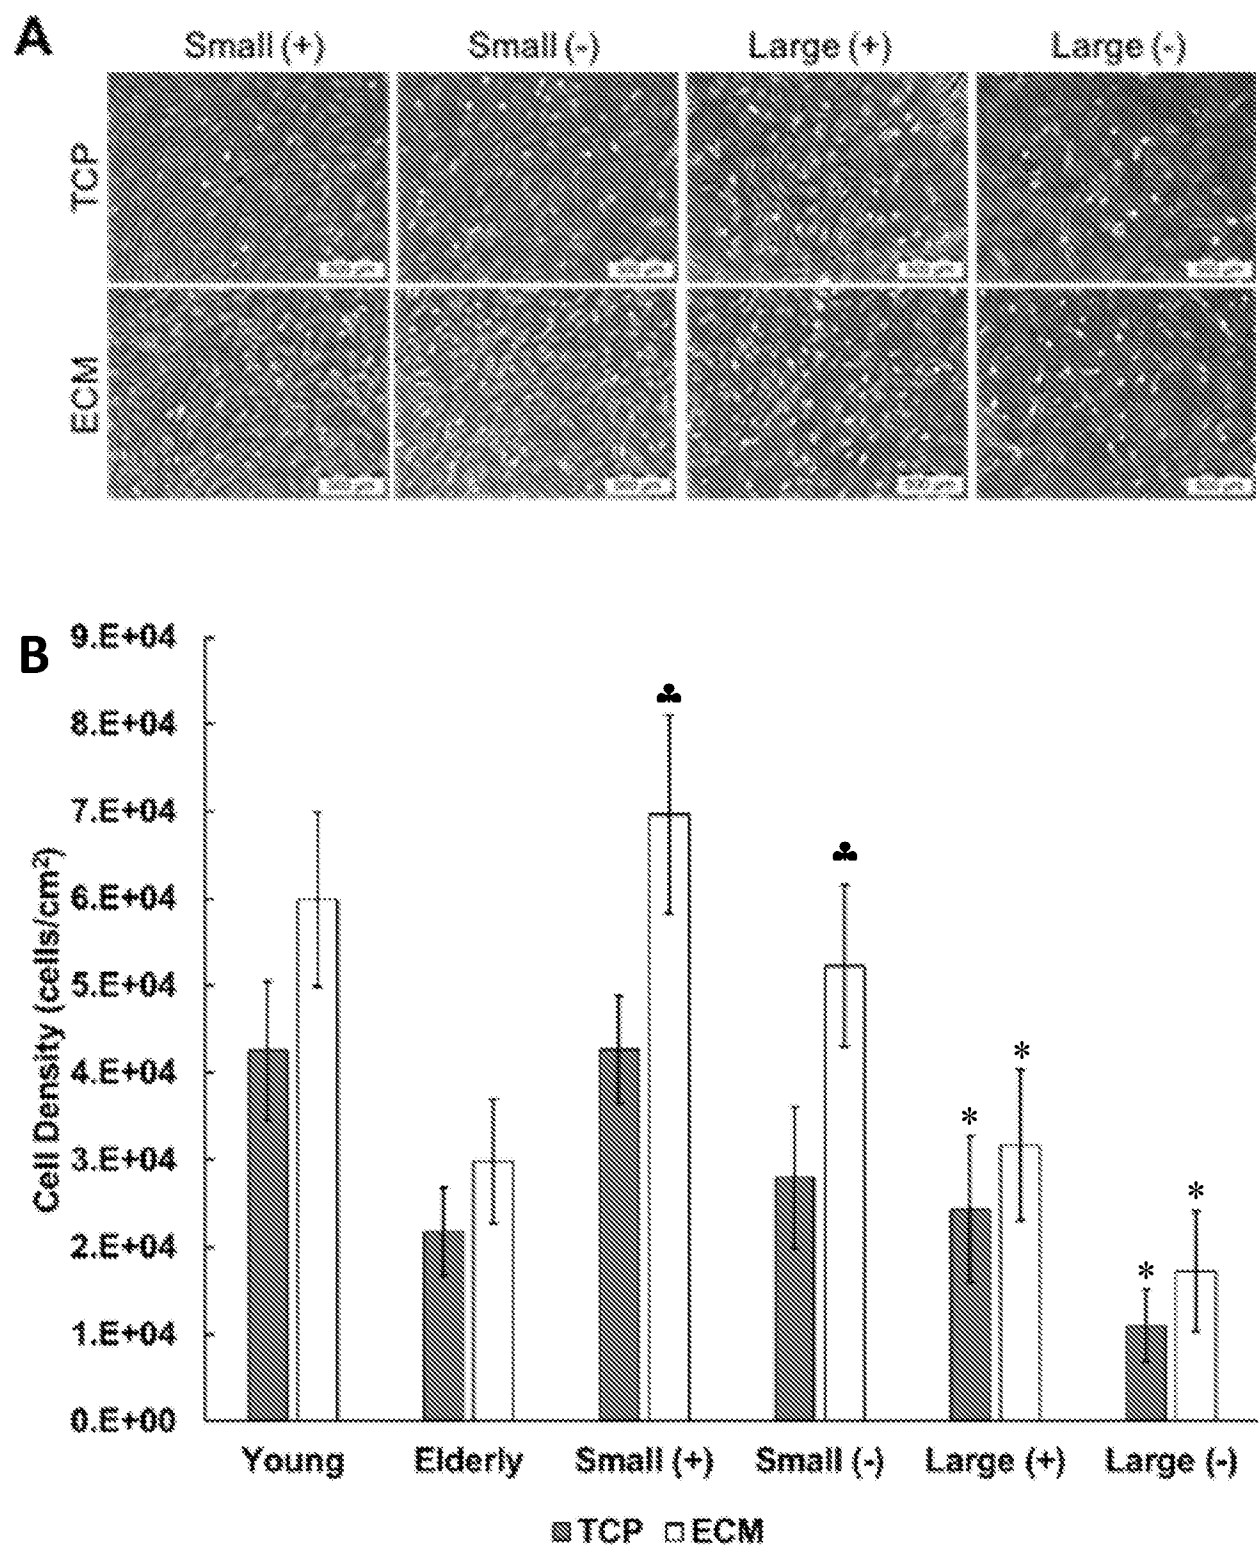 A
Small (+) Small (-) Large (+) Large (-)
TCP
ECM
B
Cell Density (cells/cm²)
9.E+04
8.E+04
7.E+04
6.E+04
5.E+04
4.E+04
3.E+04
2.E+04
1.E+04
0.E+00
♣
♣
*
*
*
*
Young Elderly Small (+) Small (-) Large (+) Large (-)
TCP ECM